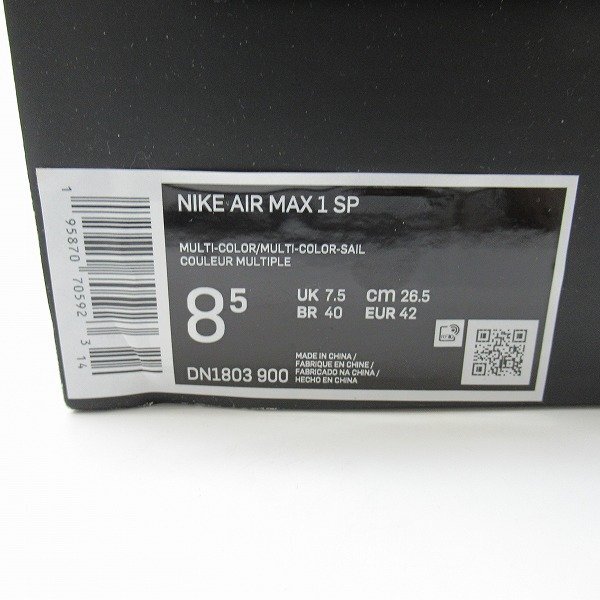 NIKE AIR MAX 1 SP
MULTI-COLOR/MULTI-COLOR-SAIL
COULEUR MULTIPLE
8 5
UK 7.5 cm 26.5
BR 40 EUR 42
DN1803 900
MADE IN CHINA/
FABRIQUE EN CHINE/
FABRICADO NA CHINA/
HECHO EN CHINA
1 95870 70592 3 14